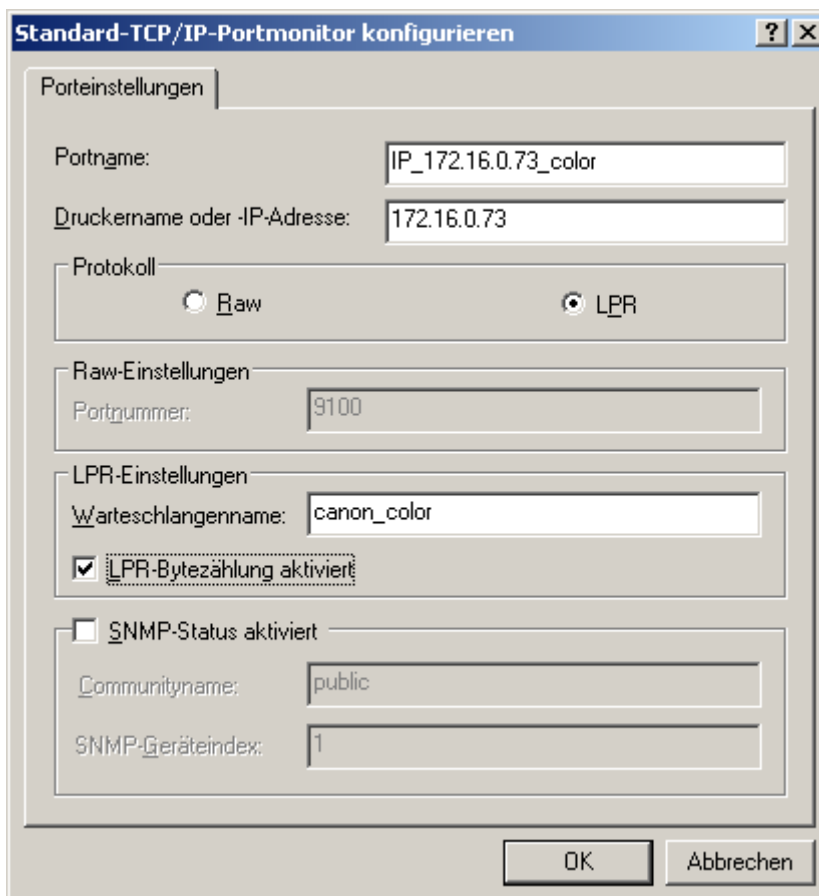 Standard-TCP/IP-Portmonitor konfigurieren
Porteinstellungen
Portname: IP_172.16.0.73_color
Druckername oder -IP-Adresse: 172.16.0.73
Protokoll
Raw LPR
Raw-Einstellungen
Portnummer: 9100
LPR-Einstellungen
Warteschlangenname: canon_color
LPR-Bytezählung aktiviert
SNMP-Status aktiviert
Communityname: public
SNMP-Geräteindex: 1
OK Abbrechen